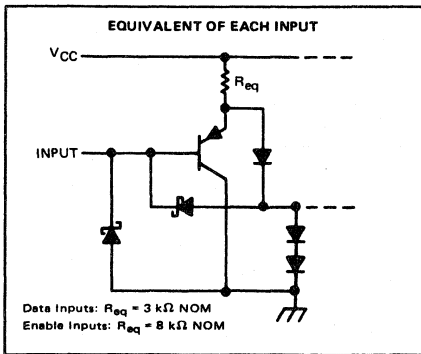 EQUIVALENT OF EACH INPUT
VCC
Req
INPUT
Data Inputs: Req = 3 kΩ NOM
Enable Inputs: Req = 8 kΩ NOM